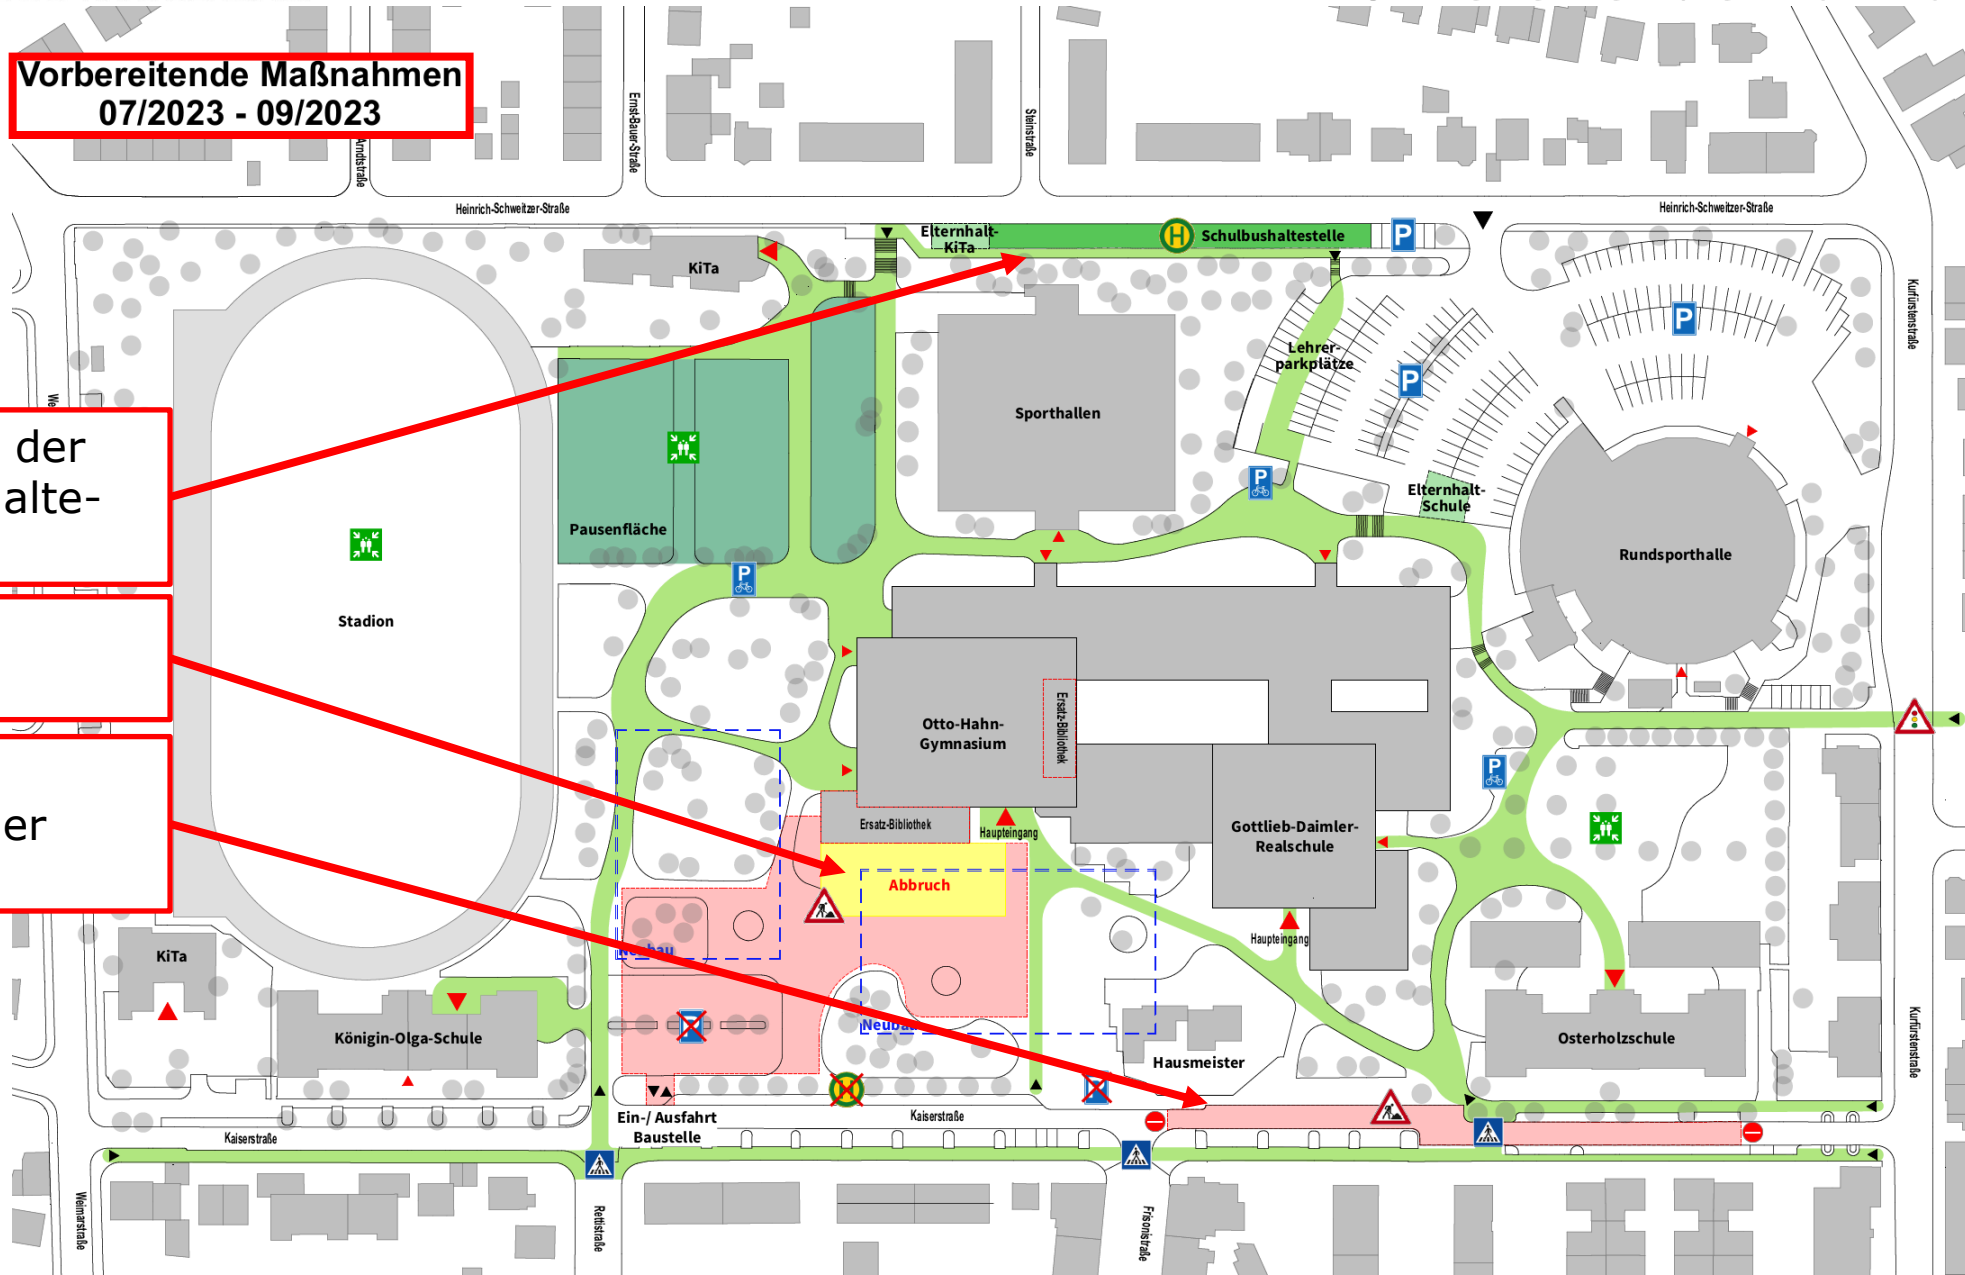 Vorbereitende Maßnahmen
07/2023 - 09/2023
Arndtstraße
Ernst-Bauer-Straße
Steinstraße
Heinrich-Schweitzer-Straße
Heinrich-Schweitzer-Straße
Elternhalt-
KiTa
H
Schulbushaltestelle
P
KiTa
Kurfürstenstraße
P
Lehrer-
parkplätze
P
We
Sporthallen
der
alte-
P
Elternhalt-
Schule
Pausenfläche
Rundsporthalle
P
Stadion
Otto-Hahn-
Gymnasium
Ersatz-Bibliothek
P
er
Ersatz-Bibliothek
Haupteingang
Gottlieb-Daimler-
Realschule
Abbruch
Haupteingang
Neubau
KiTa
Neubau
Königin-Olga-Schule
Hausmeister
Osterholzschule
Kurfürstenstraße
Ein-/ Ausfahrt
Baustelle
Kaiserstraße
Kaiserstraße
Weimarstraße
Rettistraße
Frisonistraße